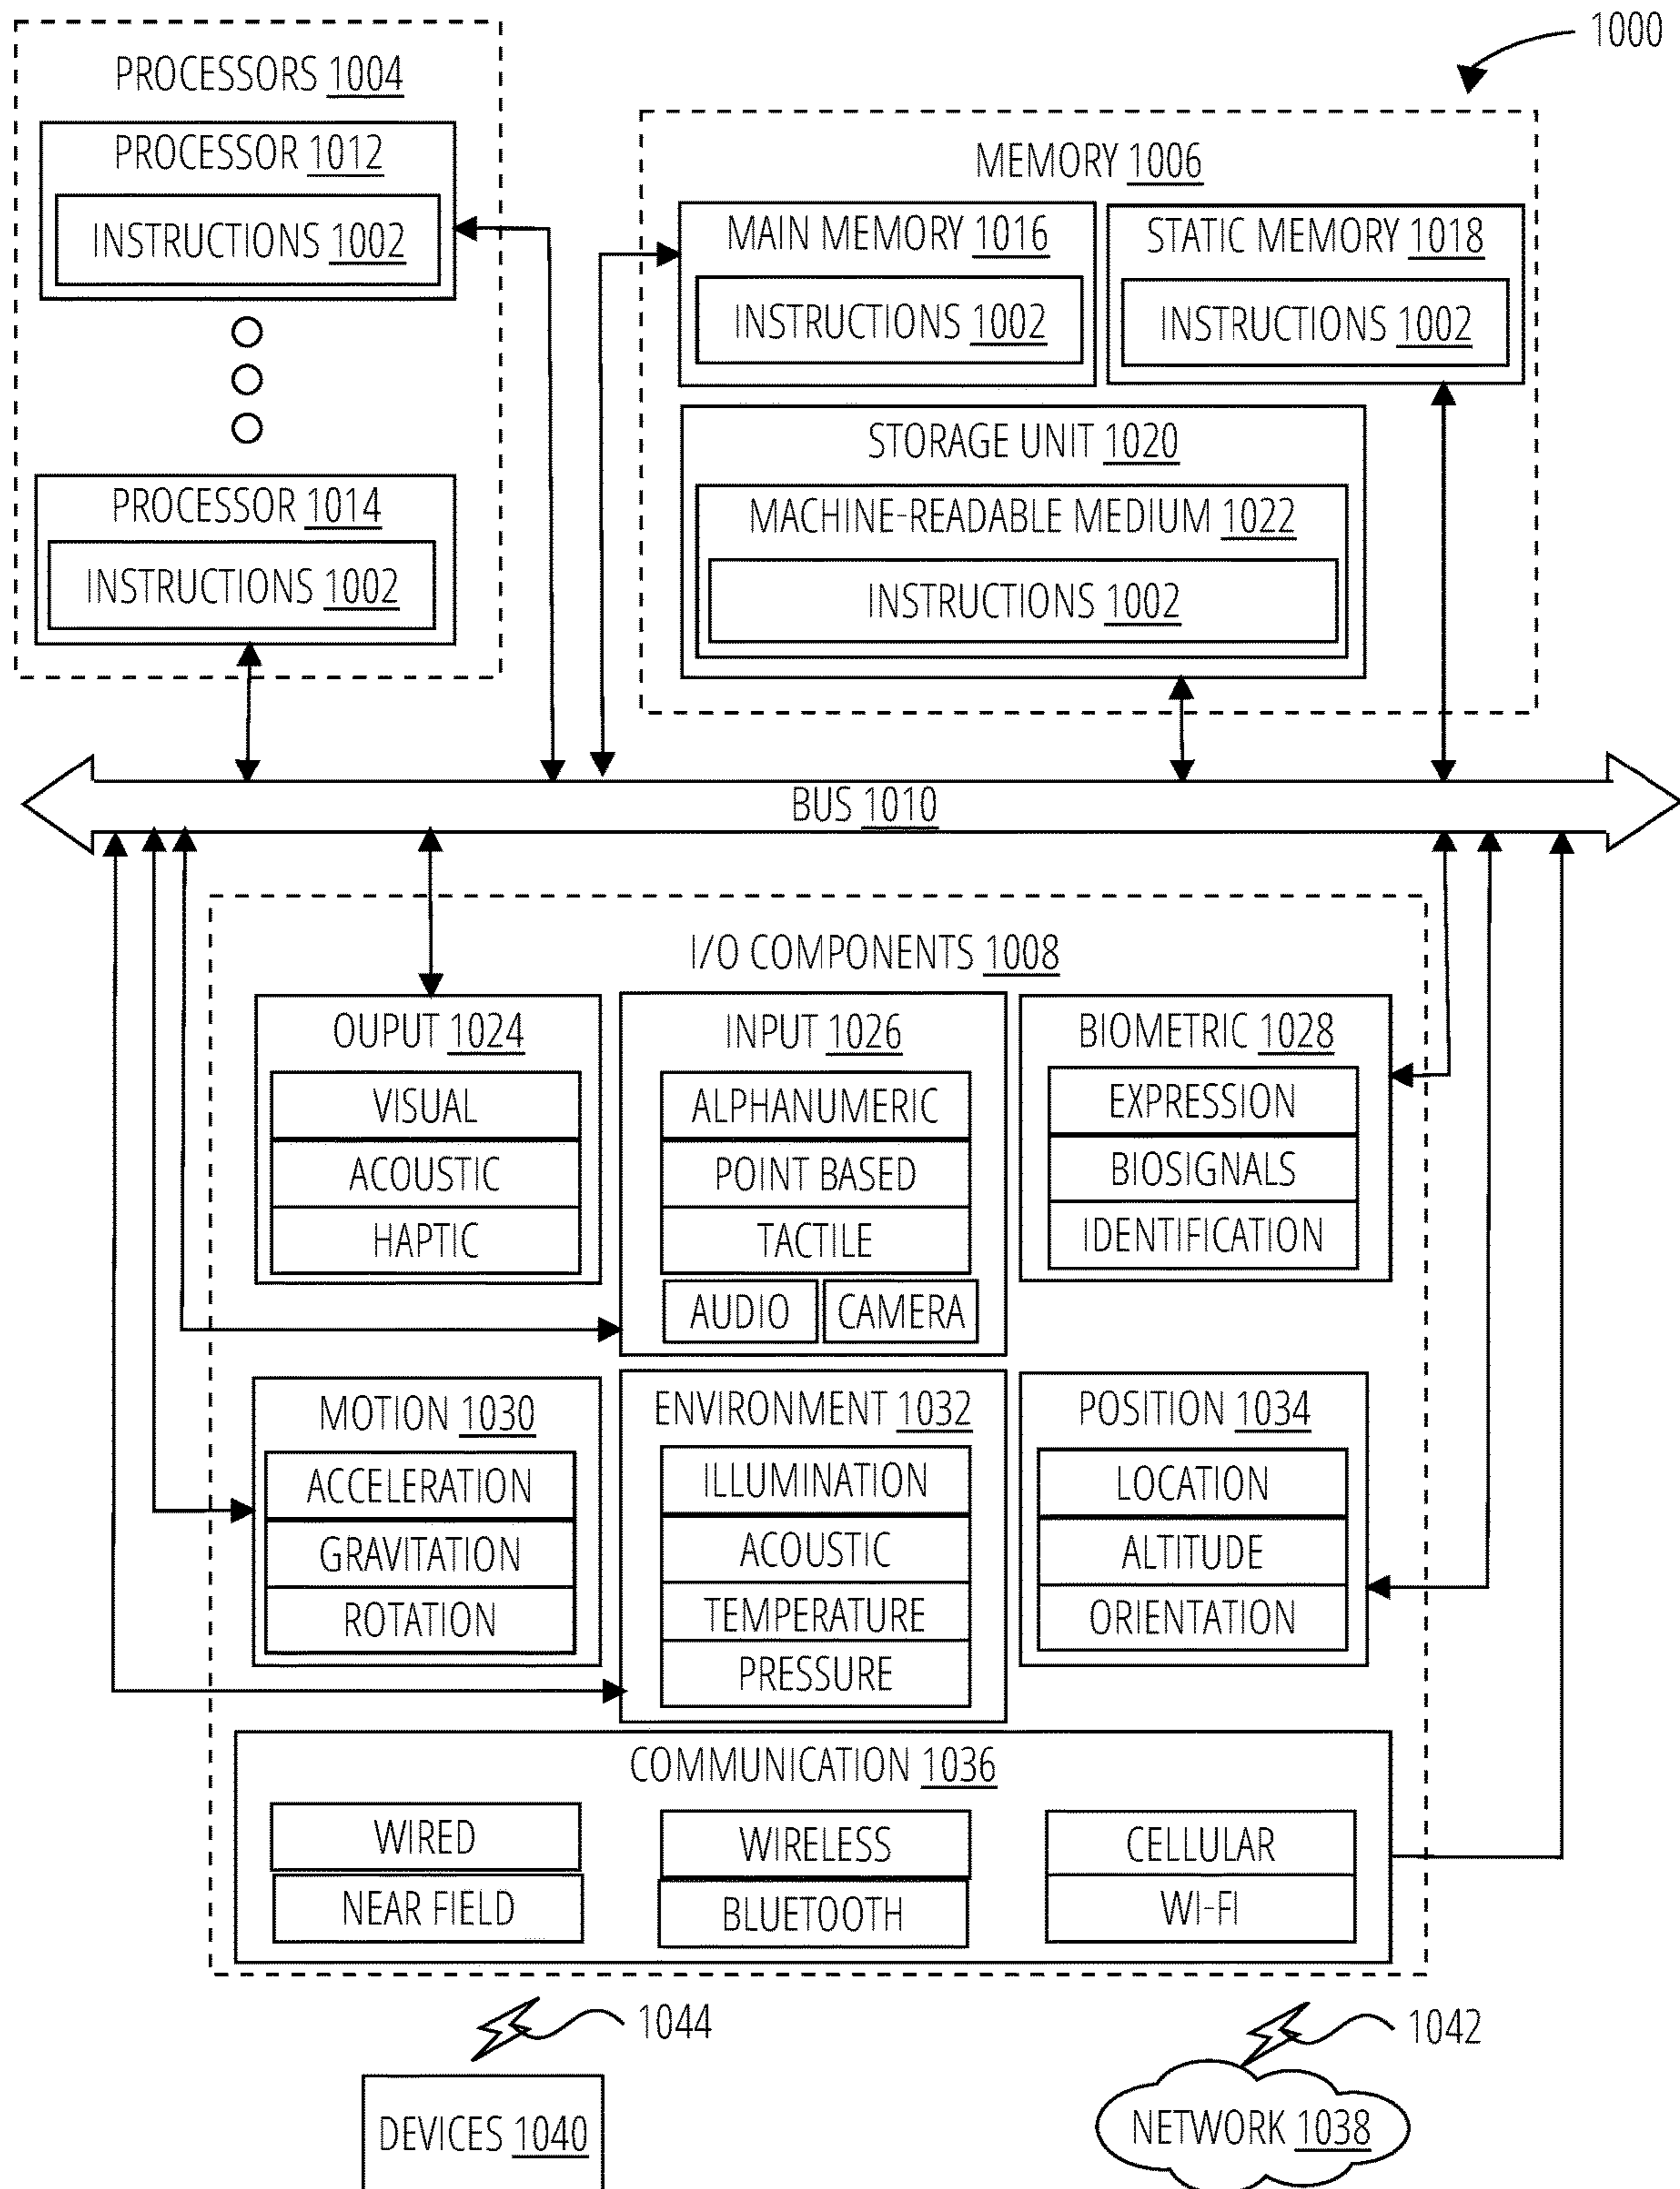 1000
PROCESSORS 1004
PROCESSOR 1012
INSTRUCTIONS 1002
PROCESSOR 1014
INSTRUCTIONS 1002
MEMORY 1006
MAIN MEMORY 1016
INSTRUCTIONS 1002
STATIC MEMORY 1018
INSTRUCTIONS 1002
STORAGE UNIT 1020
MACHINE-READABLE MEDIUM 1022
INSTRUCTIONS 1002
BUS 1010
I/O COMPONENTS 1008
OUPUT 1024
VISUAL
ACOUSTIC
HAPTIC
INPUT 1026
ALPHANUMERIC
POINT BASED
TACTILE
AUDIO
CAMERA
BIOMETRIC 1028
EXPRESSION
BIOSIGNALS
IDENTIFICATION
MOTION 1030
ACCELERATION
GRAVITATION
ROTATION
ENVIRONMENT 1032
ILLUMINATION
ACOUSTIC
TEMPERATURE
PRESSURE
POSITION 1034
LOCATION
ALTITUDE
ORIENTATION
COMMUNICATION 1036
WIRED
NEAR FIELD
WIRELESS
BLUETOOTH
CELLULAR
WI-FI
1044
1042
DEVICES 1040
NETWORK 1038